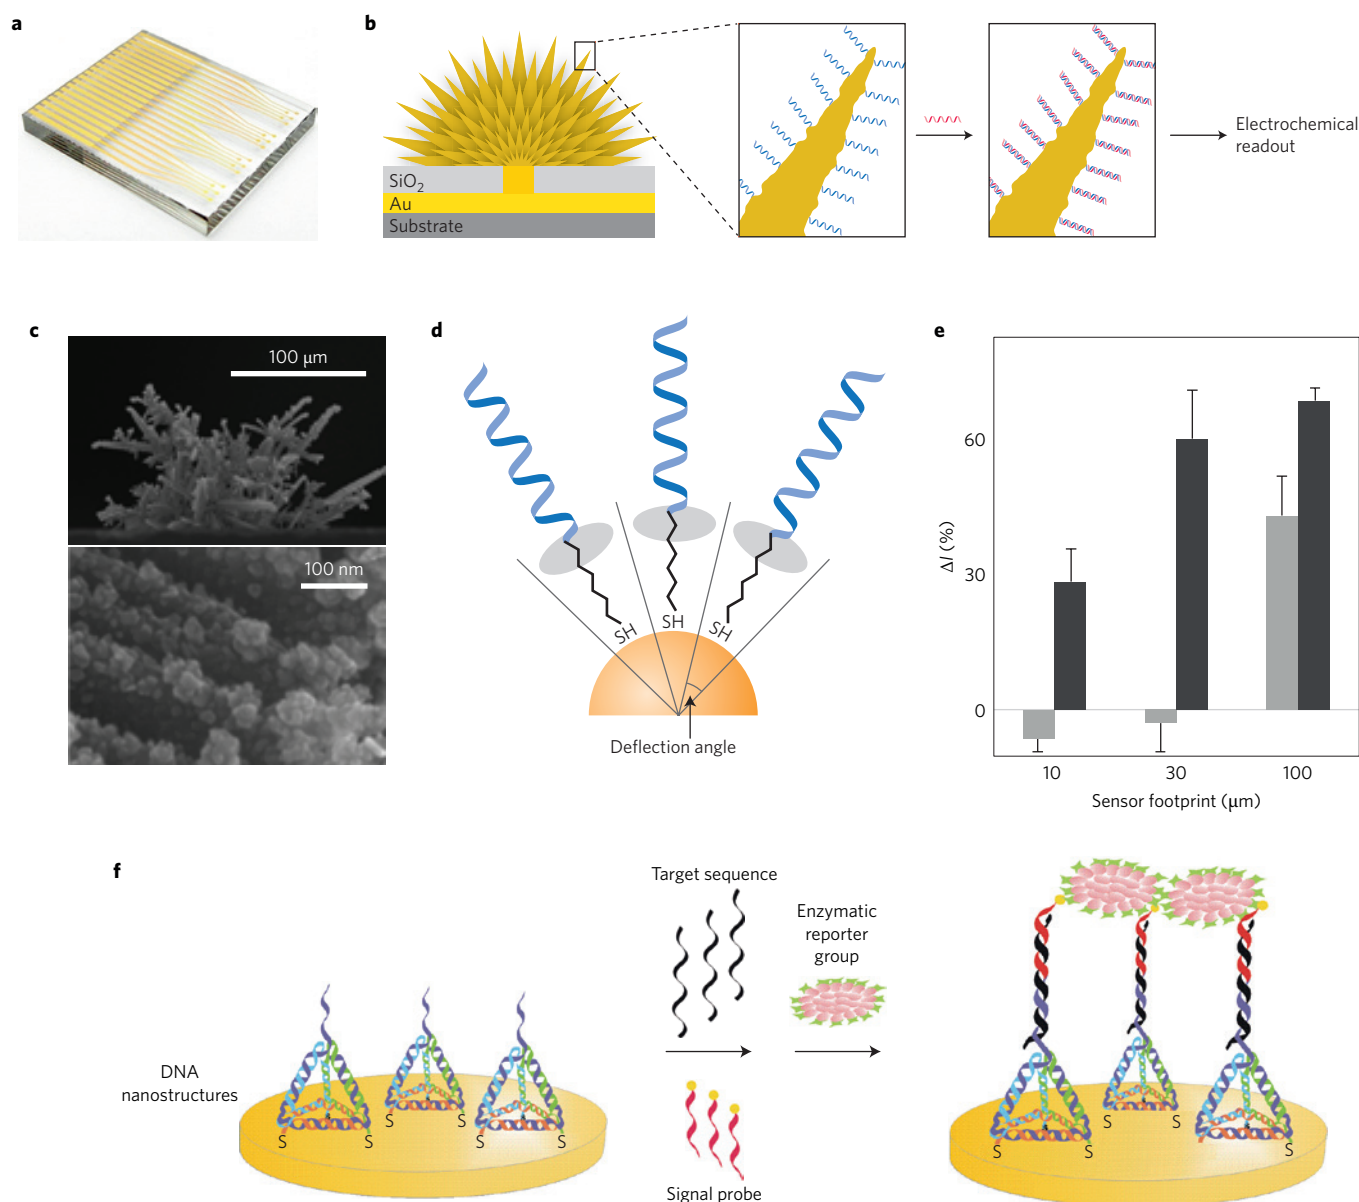 a
b
SiO2
Au
Substrate
Electrochemical
readout
c
100 μm
100 nm
d
SH
SH
SH
Deflection angle
e
ΔI (%)
60
30
0
10
30
100
Sensor footprint (μm)
f
DNA
nanostructures
S
S
S
S
S
S
Target sequence
Enzymatic
reporter
group
Signal probe
S
S
S
S
S
S